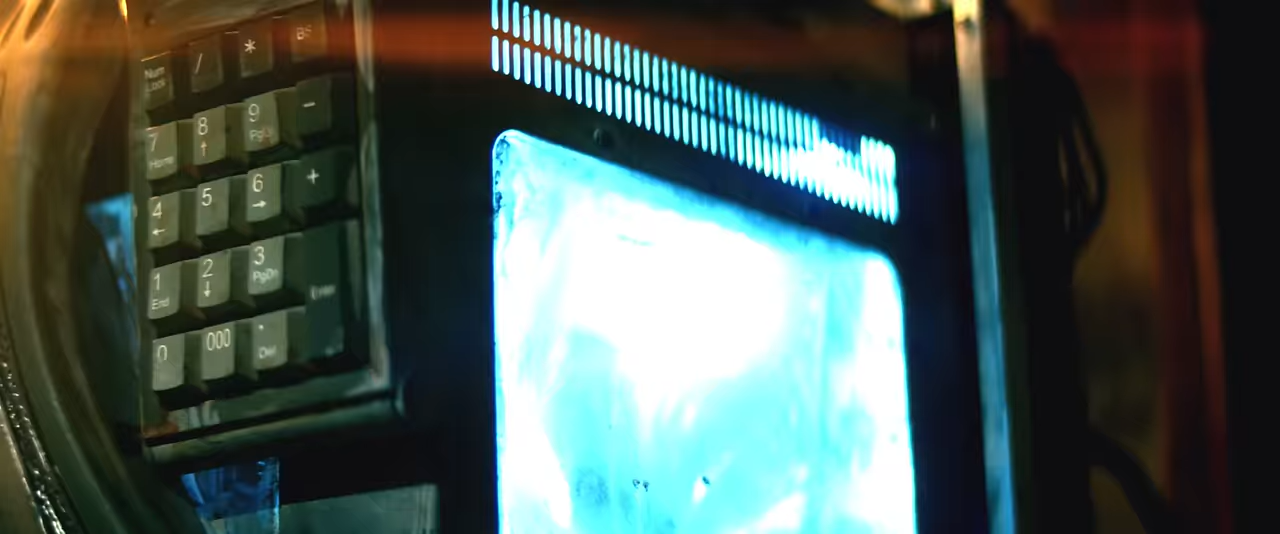 Num Lock / * BS
7 Home 8 ↑ 9 PgUp -
4 ← 5 6 → +
1 End 2 ↓ 3 PgDn Enter
0 000 . Del